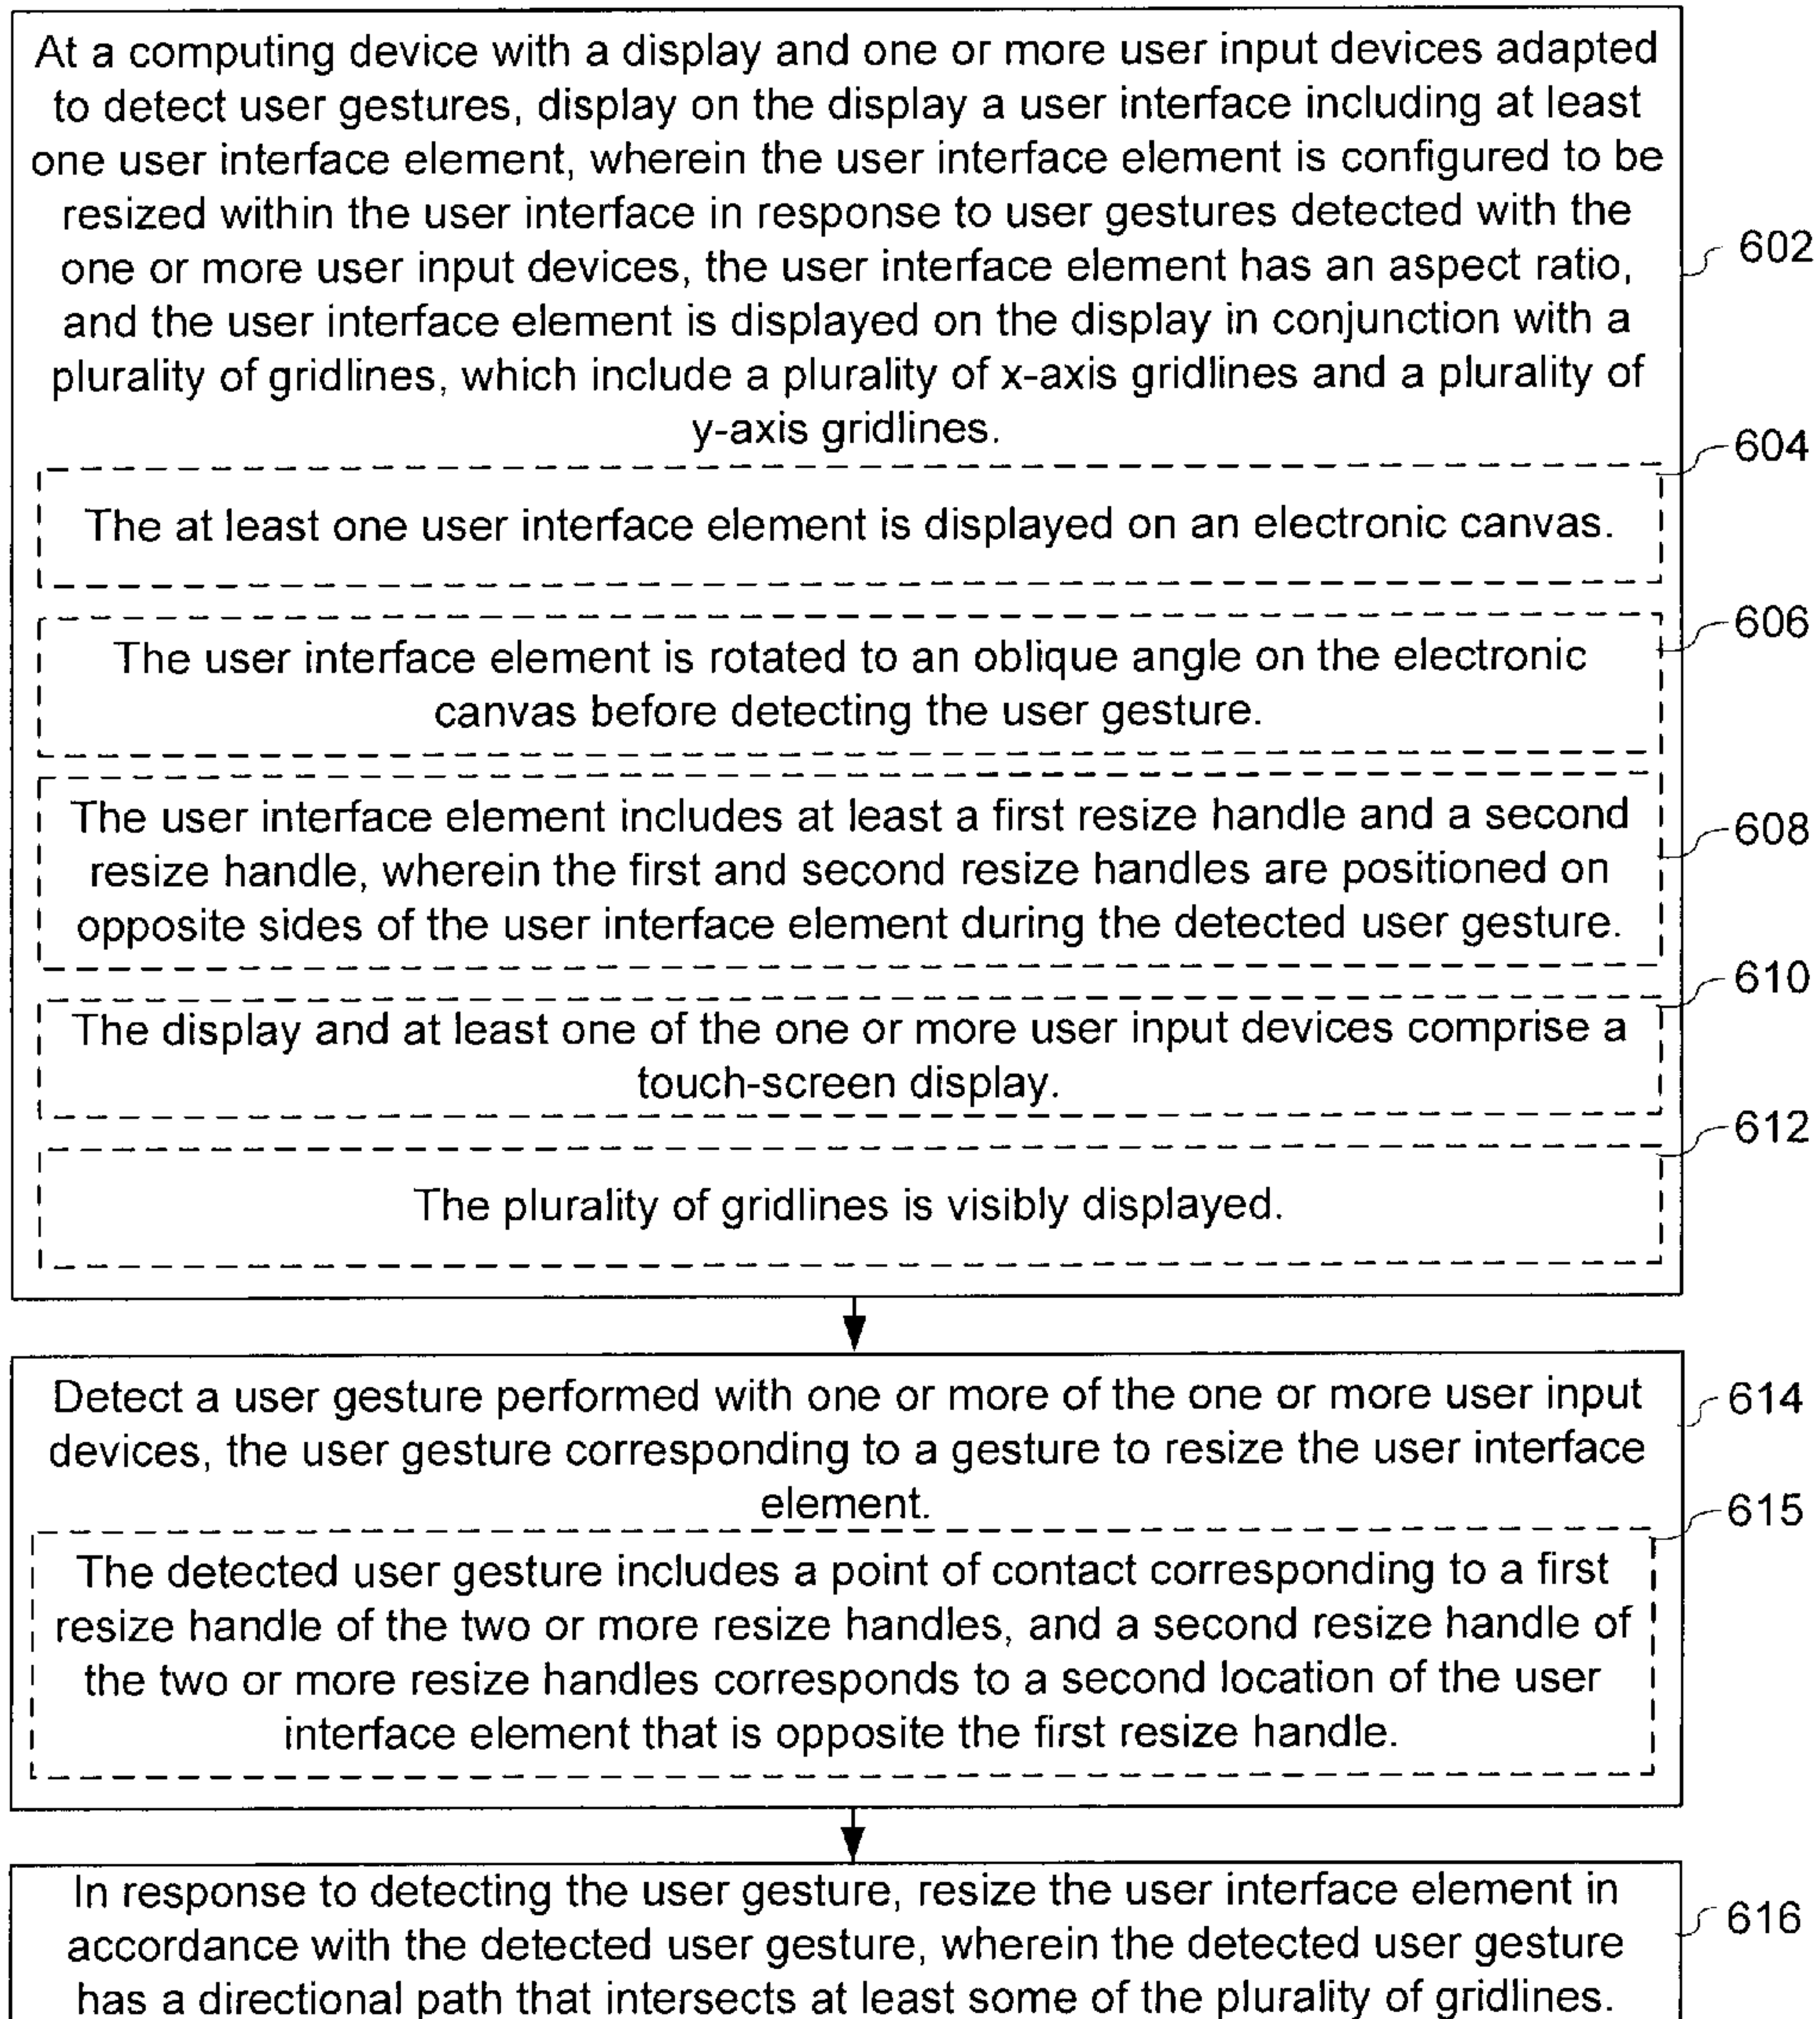 At a computing device with a display and one or more user input devices adapted
to detect user gestures, display on the display a user interface including at least
one user interface element, wherein the user interface element is configured to be
resized within the user interface in response to user gestures detected with the
one or more user input devices, the user interface element has an aspect ratio,
and the user interface element is displayed on the display in conjunction with a
plurality of gridlines, which include a plurality of x-axis gridlines and a plurality of
y-axis gridlines.
602
604
The at least one user interface element is displayed on an electronic canvas.
606
The user interface element is rotated to an oblique angle on the electronic
canvas before detecting the user gesture.
The user interface element includes at least a first resize handle and a second
resize handle, wherein the first and second resize handles are positioned on
opposite sides of the user interface element during the detected user gesture.
608
610
The display and at least one of the one or more user input devices comprise a
touch-screen display.
612
The plurality of gridlines is visibly displayed.
Detect a user gesture performed with one or more of the one or more user input
devices, the user gesture corresponding to a gesture to resize the user interface
element.
614
615
The detected user gesture includes a point of contact corresponding to a first
resize handle of the two or more resize handles, and a second resize handle of
the two or more resize handles corresponds to a second location of the user
interface element that is opposite the first resize handle.
In response to detecting the user gesture, resize the user interface element in
accordance with the detected user gesture, wherein the detected user gesture
has a directional path that intersects at least some of the plurality of gridlines.
616